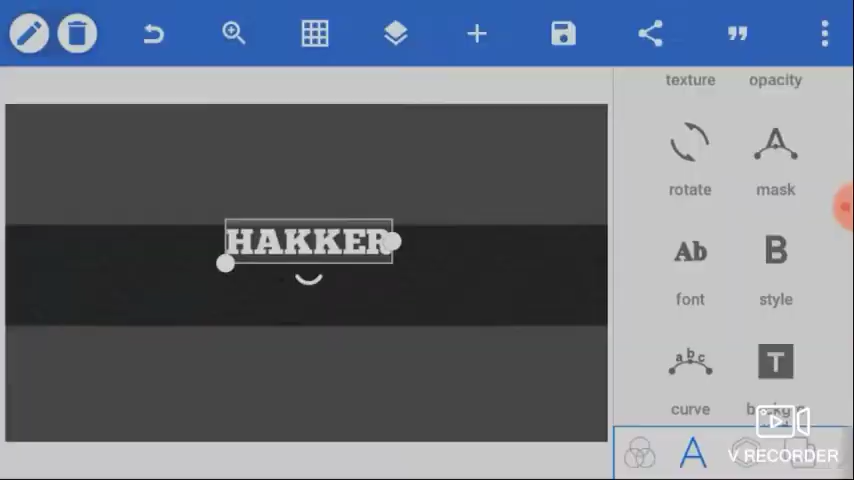 texture opacity
rotate mask
HAKKER
Ab B
font style
abc T
curve
A V RECORDER